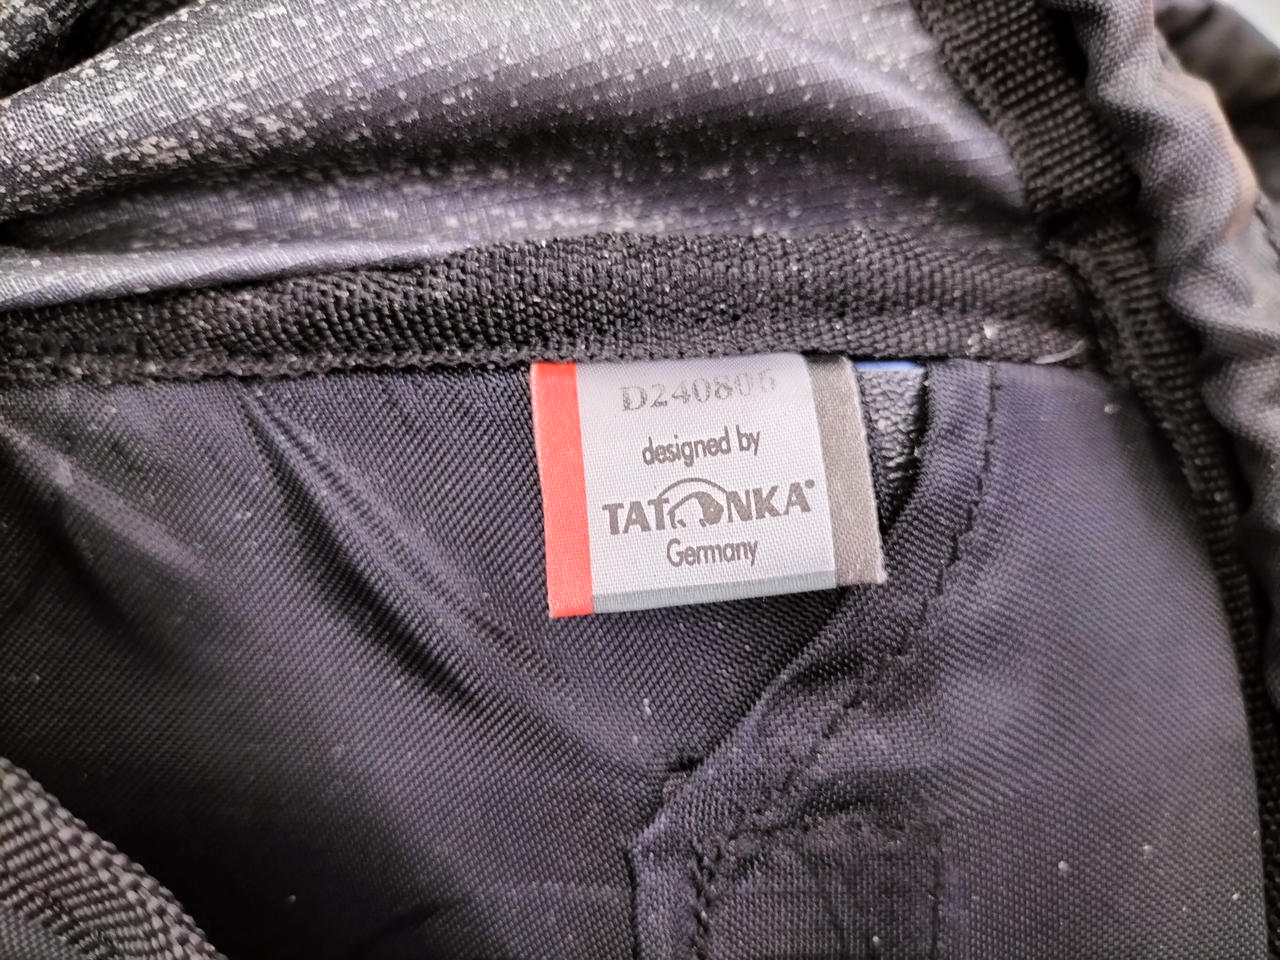 D240806
designed by
TATONKA®
Germany